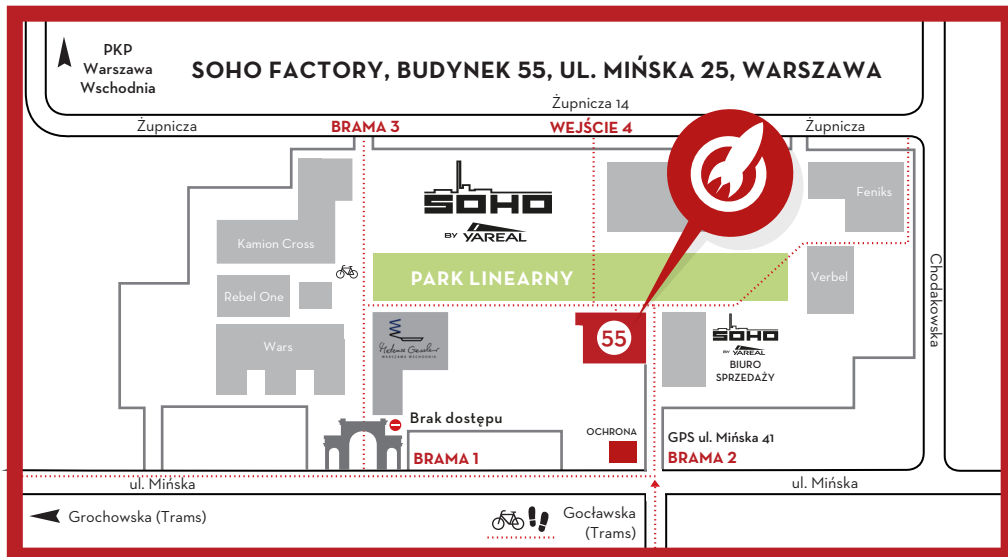 PKP
Warszawa
Wschodnia
SOHO FACTORY, BUDYNEK 55, UL. MIŃSKA 25, WARSZAWA
Żupnicza 14
Żupnicza
BRAMA 3
WEJŚCIE 4
Żupnicza
SOHO
BY YAREAL
Feniks
Kamion Cross
PARK LINEARNY
Verbel
Chodakowska
Rebel One
Wars
WARSZAWA WSCHODNIA
55
SOHO
BY YAREAL
BIURO
SPRZEDAŻY
Brak dostępu
OCHRONA
GPS ul. Mińska 41
BRAMA 1
BRAMA 2
ul. Mińska
ul. Mińska
Grochowska (Trams)
Gocławska
(Trams)